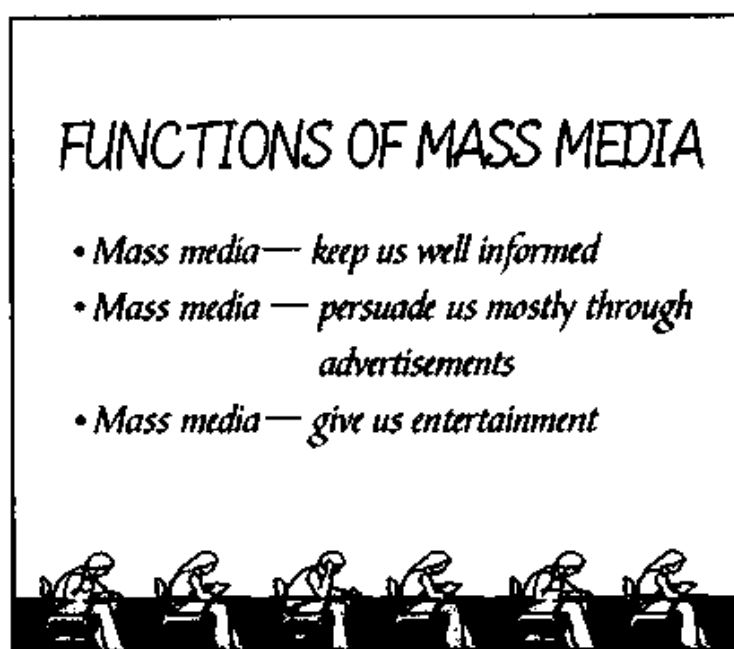 FUNCTIONS OF MASS MEDIA
• Mass media — keep us well informed
• Mass media — persuade us mostly through
advertisements
• Mass media — give us entertainment